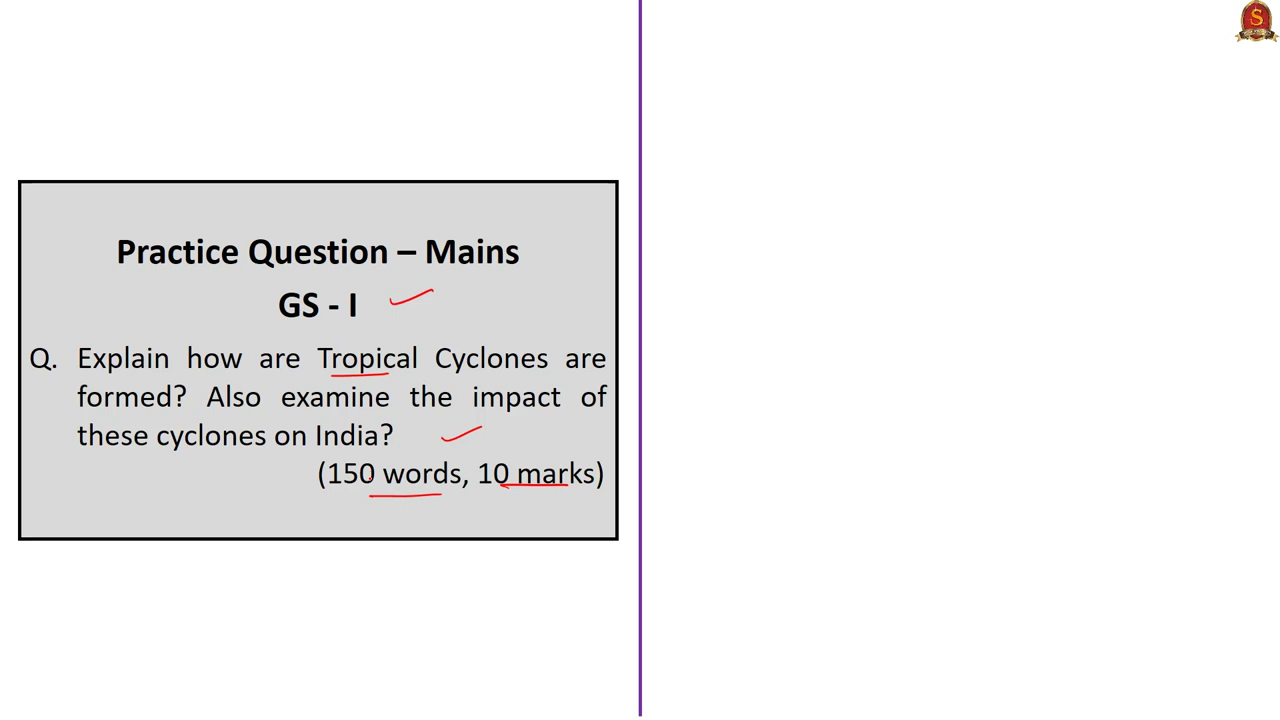 Practice Question – Mains
GS - I
Q. Explain how are Tropical Cyclones are
formed? Also examine the impact of
these cyclones on India?
(150 words, 10 marks)
S